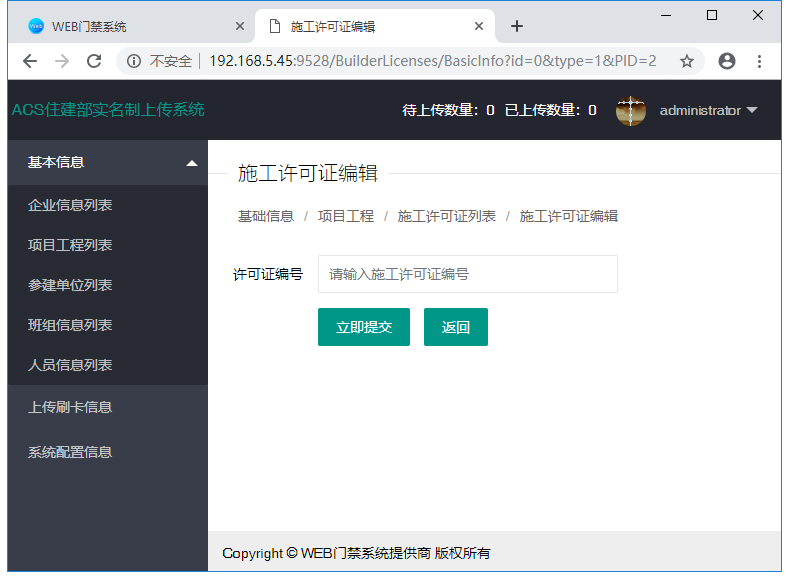 WEB门禁系统
施工许可证编辑
不安全 192.168.5.45:9528/BuilderLicenses/BasicInfo?id=0&type=1&PID=2
ACS住建部实名制上传系统
待上传数量：0 已上传数量：0 administrator
基本信息
企业信息列表
项目工程列表
参建单位列表
班组信息列表
人员信息列表
上传刷卡信息
系统配置信息
施工许可证编辑
基础信息 / 项目工程 / 施工许可证列表 / 施工许可证编辑
许可证编号 请输入施工许可证编号
立即提交 返回
Copyright © WEB门禁系统提供商 版权所有